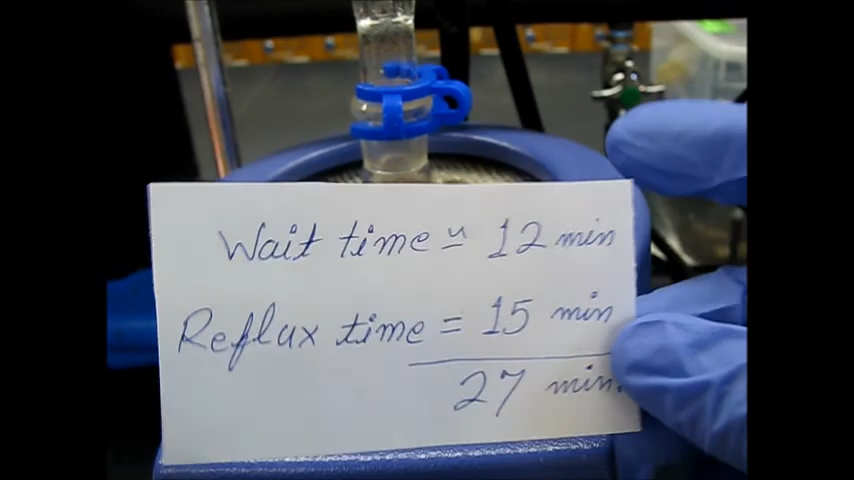 Wait time ≃ 12 min
Reflux time = 15 min
27 min.